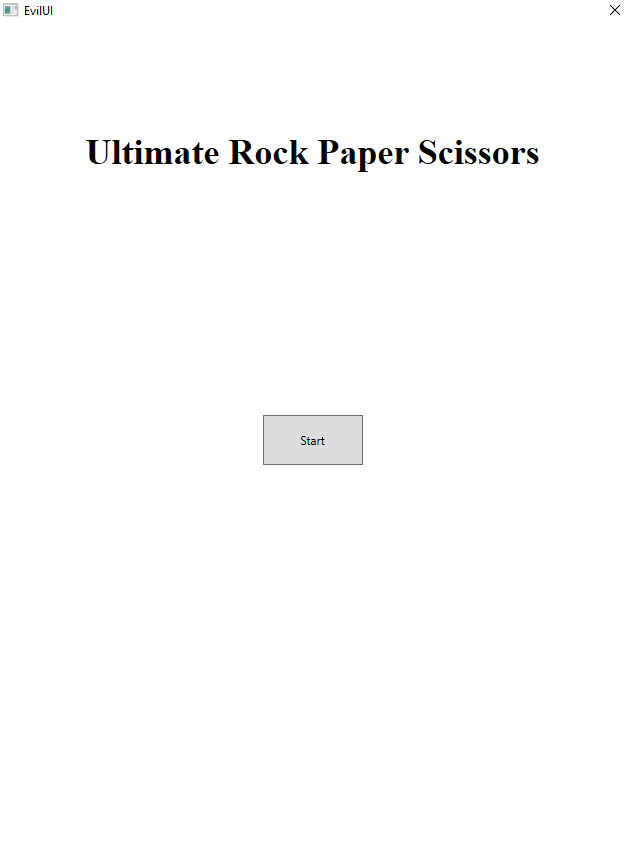 EvilUI
Ultimate Rock Paper Scissors
Start